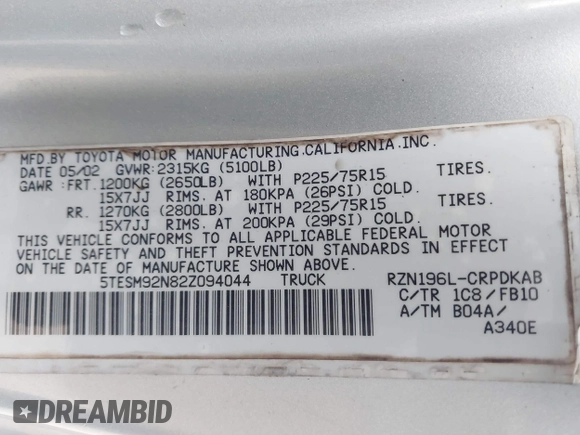 MFD. BY TOYOTA MOTOR MANUFACTURING,CALIFORNIA,INC.
DATE 05/02 GVWR:2315KG (5100LB)
GAWR :FRT.1200KG (2650LB) WITH P225/75R15 TIRES.
15X7JJ RIMS. AT 180KPA (26PSI) COLD.
RR. 1270KG (2800LB) WITH P225/75R15 TIRES.
15X7JJ RIMS. AT 200KPA (29PSI) COLD.
THIS VEHICLE CONFORMS TO ALL APPLICABLE FEDERAL MOTOR
VEHICLE SAFETY AND THEFT PREVENTION STANDARDS IN EFFECT
ON THE DATE OF MANUFACTURE SHOWN ABOVE.
5TESM92N82Z094044 TRUCK RZN196L-CRPDKAB
C/TR 1C8/FB10
A/TM B04A/
A340E
DREAMBID